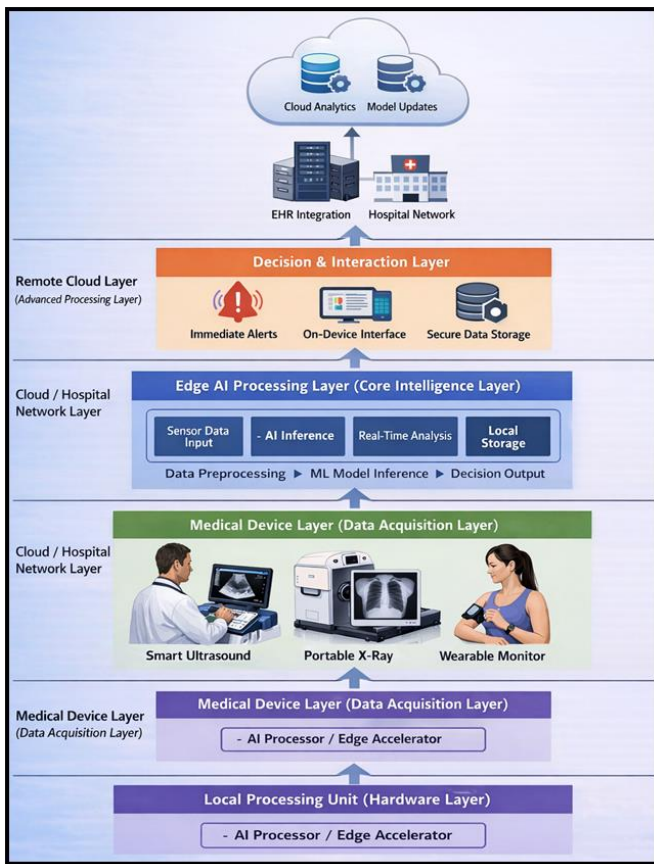 Cloud Analytics
Model Updates
EHR Integration
Hospital Network
Remote Cloud Layer
(Advanced Processing Layer)
Decision & Interaction Layer
Immediate Alerts
On-Device Interface
Secure Data Storage
Cloud / Hospital
Network Layer
Edge AI Processing Layer (Core Intelligence Layer)
Sensor Data
Input
- AI Inference
Real-Time Analysis
Local
Storage
Data Preprocessing ▶ ML Model Inference ▶ Decision Output
Cloud / Hospital
Network Layer
Medical Device Layer (Data Acquisition Layer)
Smart Ultrasound
Portable X-Ray
Wearable Monitor
Medical Device Layer
(Data Acquisition Layer)
Medical Device Layer (Data Acquisition Layer)
- AI Processor / Edge Accelerator
Local Processing Unit (Hardware Layer)
- AI Processor / Edge Accelerator